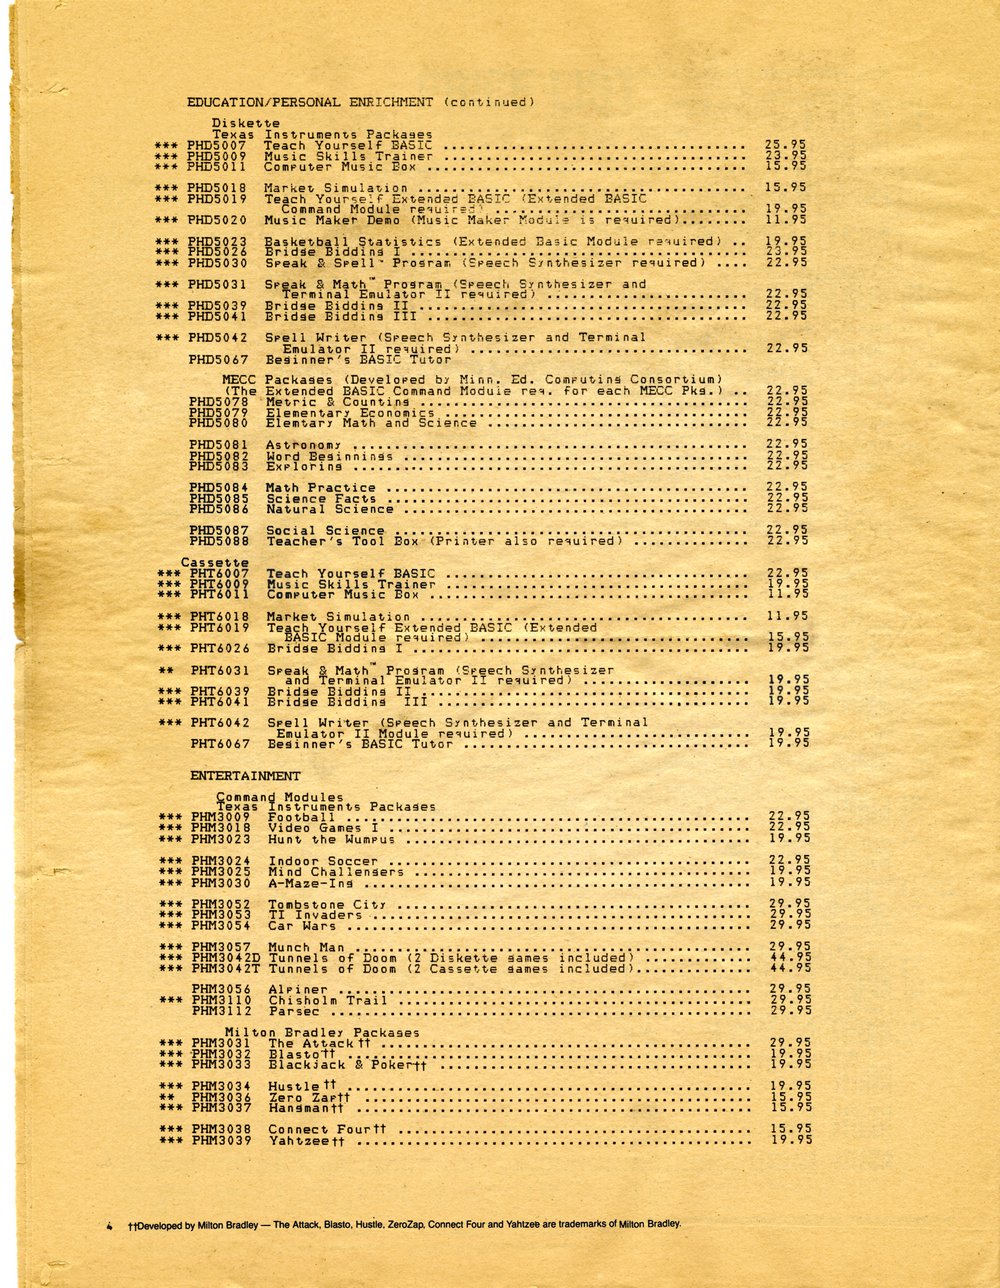 EDUCATION/PERSONAL ENRICHMENT (continued)
Diskette
Texas Instruments Packages
*** PHD5007 Teach Yourself BASIC .................................... 25.95
*** PHD5009 Music Skills Trainer .................................... 23.95
*** PHD5011 Computer Music Box ...................................... 15.95
*** PHD5018 Market Simulation ....................................... 15.95
*** PHD5019 Teach Yourself Extended BASIC (Extended BASIC
Command Module required) .............................. 19.95
*** PHD5020 Music Maker Demo (Music Maker Module is required)........ 11.95
*** PHD5023 Basketball Statistics (Extended Basic Module required) .. 19.95
*** PHD5026 Bridge Bidding I ........................................ 23.95
*** PHD5030 Speak & Spell™ Program (Speech Synthesizer required) .... 22.95
*** PHD5031 Speak & Math™ Program (Speech Synthesizer and
Terminal Emulator II required) ........................ 22.95
*** PHD5039 Bridge Bidding II ....................................... 22.95
*** PHD5041 Bridge Bidding III ...................................... 22.95
*** PHD5042 Spell Writer (Speech Synthesizer and Terminal
Emulator II required) ................................. 22.95
PHD5067 Beginner's BASIC Tutor
MECC Packages (Developed by Minn. Ed. Computing Consortium)
(The Extended BASIC Command Module req. for each MECC Pkg.) .. 22.95
PHD5078 Metric & Counting ....................................... 22.95
PHD5079 Elementary Economics .................................... 22.95
PHD5080 Elemtary Math and Science ............................... 22.95
PHD5081 Astronomy ............................................... 22.95
PHD5082 Word Beginnings ......................................... 22.95
PHD5083 Exploring ............................................... 22.95
PHD5084 Math Practice ........................................... 22.95
PHD5085 Science Facts ........................................... 22.95
PHD5086 Natural Science ......................................... 22.95
PHD5087 Social Science .......................................... 22.95
PHD5088 Teacher's Tool Box (Printer also required) .............. 22.95
Cassette
*** PHT6007 Teach Yourself BASIC .................................... 22.95
*** PHT6009 Music Skills Trainer .................................... 19.95
*** PHT6011 Computer Music Box ...................................... 11.95
*** PHT6018 Market Simulation ....................................... 11.95
*** PHT6019 Teach Yourself Extended BASIC (Extended
BASIC Module required) ................................ 15.95
*** PHT6026 Bridge Bidding I ........................................ 19.95
** PHT6031 Speak & Math™ Program (Speech Synthesizer
and Terminal Emulator II required) .................... 19.95
*** PHT6039 Bridge Bidding II ....................................... 19.95
*** PHT6041 Bridge Bidding III ..................................... 19.95
*** PHT6042 Spell Writer (Speech Synthesizer and Terminal
Emulator II Module required) ........................... 19.95
PHT6067 Beginner's BASIC Tutor .................................. 19.95
ENTERTAINMENT
Command Modules
Texas Instruments Packages
*** PHM3009 Football ................................................ 22.95
*** PHM3018 Video Games I ........................................... 22.95
*** PHM3023 Hunt the Wumpus ......................................... 19.95
*** PHM3024 Indoor Soccer ........................................... 22.95
*** PHM3025 Mind Challengers ........................................ 19.95
*** PHM3030 A-Maze-Ing .............................................. 19.95
*** PHM3052 Tombstone City .......................................... 29.95
*** PHM3053 TI Invaders ............................................. 29.95
*** PHM3054 Car Wars ................................................ 29.95
*** PHM3057 Munch Man ............................................... 29.95
*** PHM3042D Tunnels of Doom (2 Diskette games included) ............. 44.95
*** PHM3042T Tunnels of Doom (2 Cassette games included).............. 44.95
PHM3056 Alpiner ................................................. 29.95
*** PHM3110 Chisholm Trail .......................................... 29.95
PHM3112 Parsec .................................................. 29.95
Milton Bradley Packages
*** PHM3031 The Attack†† ............................................ 29.95
*** PHM3032 Blasto†† ................................................ 19.95
*** PHM3033 Blackjack & Poker†† ..................................... 19.95
*** PHM3034 Hustle†† ................................................ 19.95
** PHM3036 Zero Zap†† .............................................. 15.95
*** PHM3037 Hangman†† ............................................... 15.95
*** PHM3038 Connect Four†† .......................................... 15.95
*** PHM3039 Yahtzee†† ............................................... 19.95
4 ††Developed by Milton Bradley — The Attack, Blasto, Hustle, ZeroZap, Connect Four and Yahtzee are trademarks of Milton Bradley.